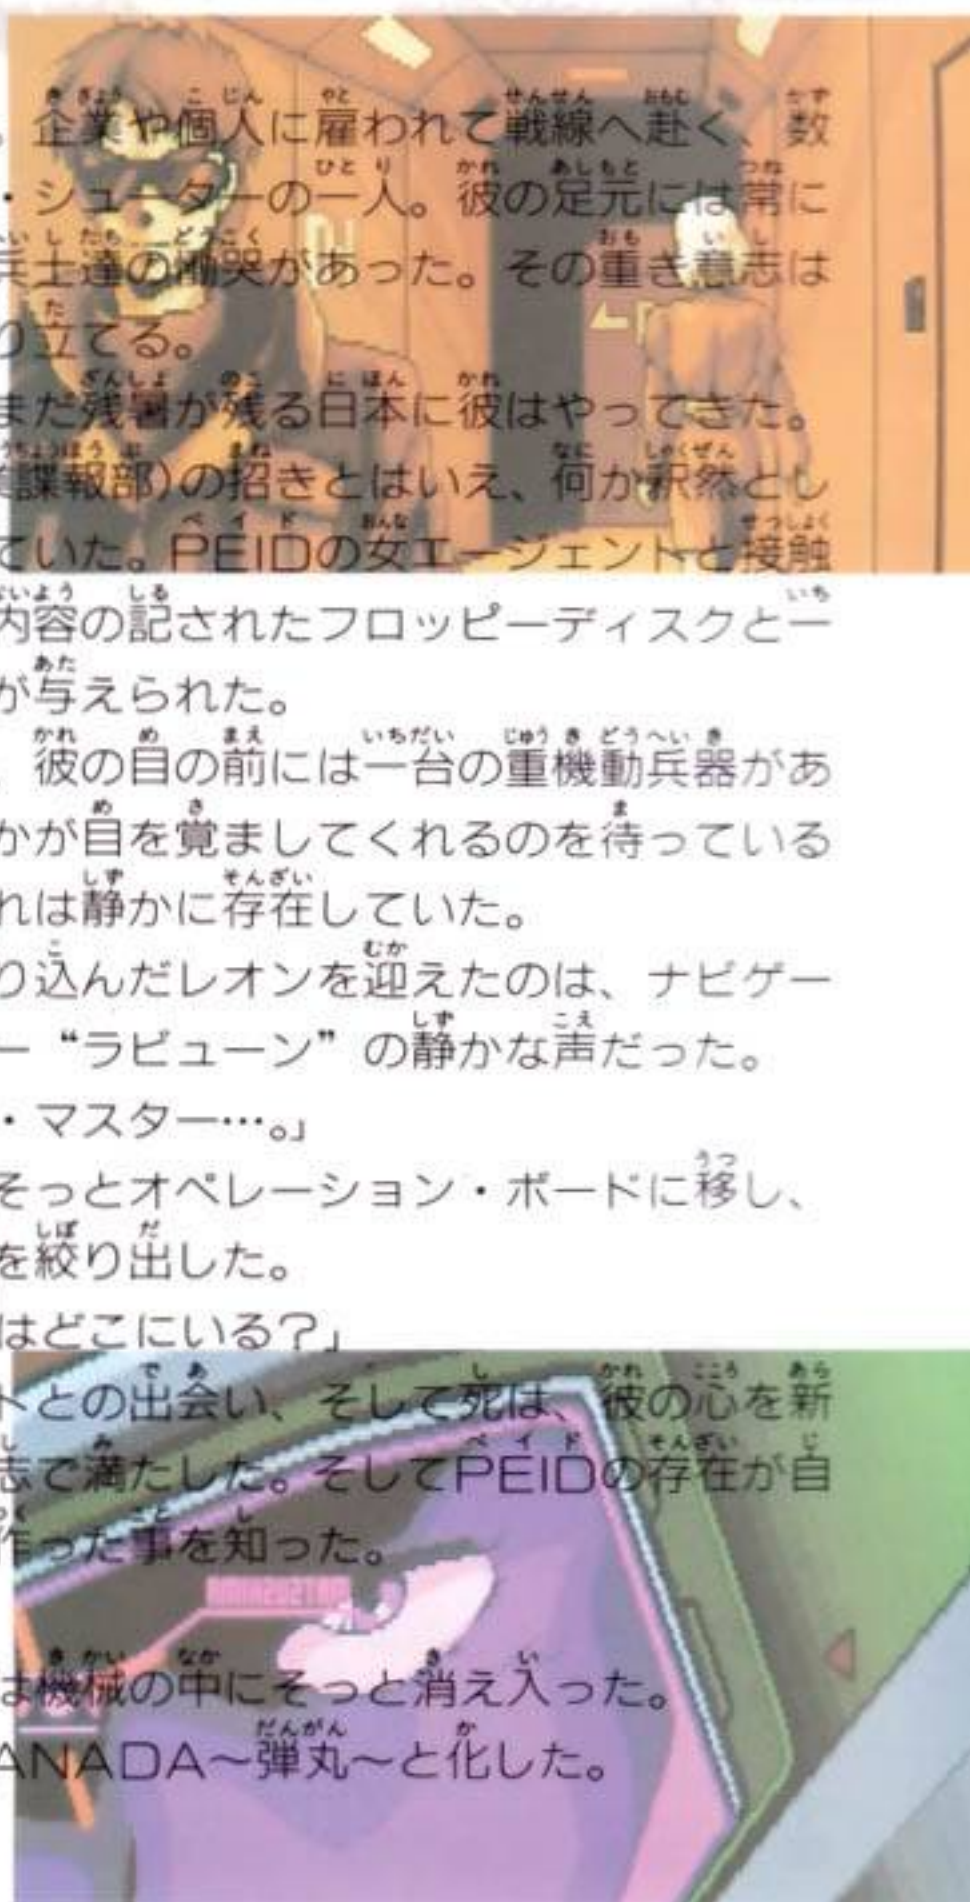 企業や個人に雇われて戦線へ赴く、数
・シューターの一人。彼の足元には常に
兵士達の慟哭があった。その重き意志は
り立てる。
まだ残暑が残る日本に彼はやってきた。
諜報部)の招きとはいえ、何か釈然とし
ていた。PEIDの女エージェントと接触
内容の記されたフロッピーディスクと一
が与えられた。
彼の目の前には一台の重機動兵器があ
かが目を覚ましてくれるのを待っている
れは静かに存在していた。
り込んだレオンを迎えたのは、ナビゲー
ー“ラビューン”の静かな声だった。
・マスター…。」
そっとオペレーション・ボードに移し、
を絞り出した。
はどこにいる？」
トとの出会い、そして死は、彼の心を新
志で満たした。そしてPEIDの存在が自
作った事を知った。
は機械の中にそっと消え入った。
ANADA～弾丸～と化した。